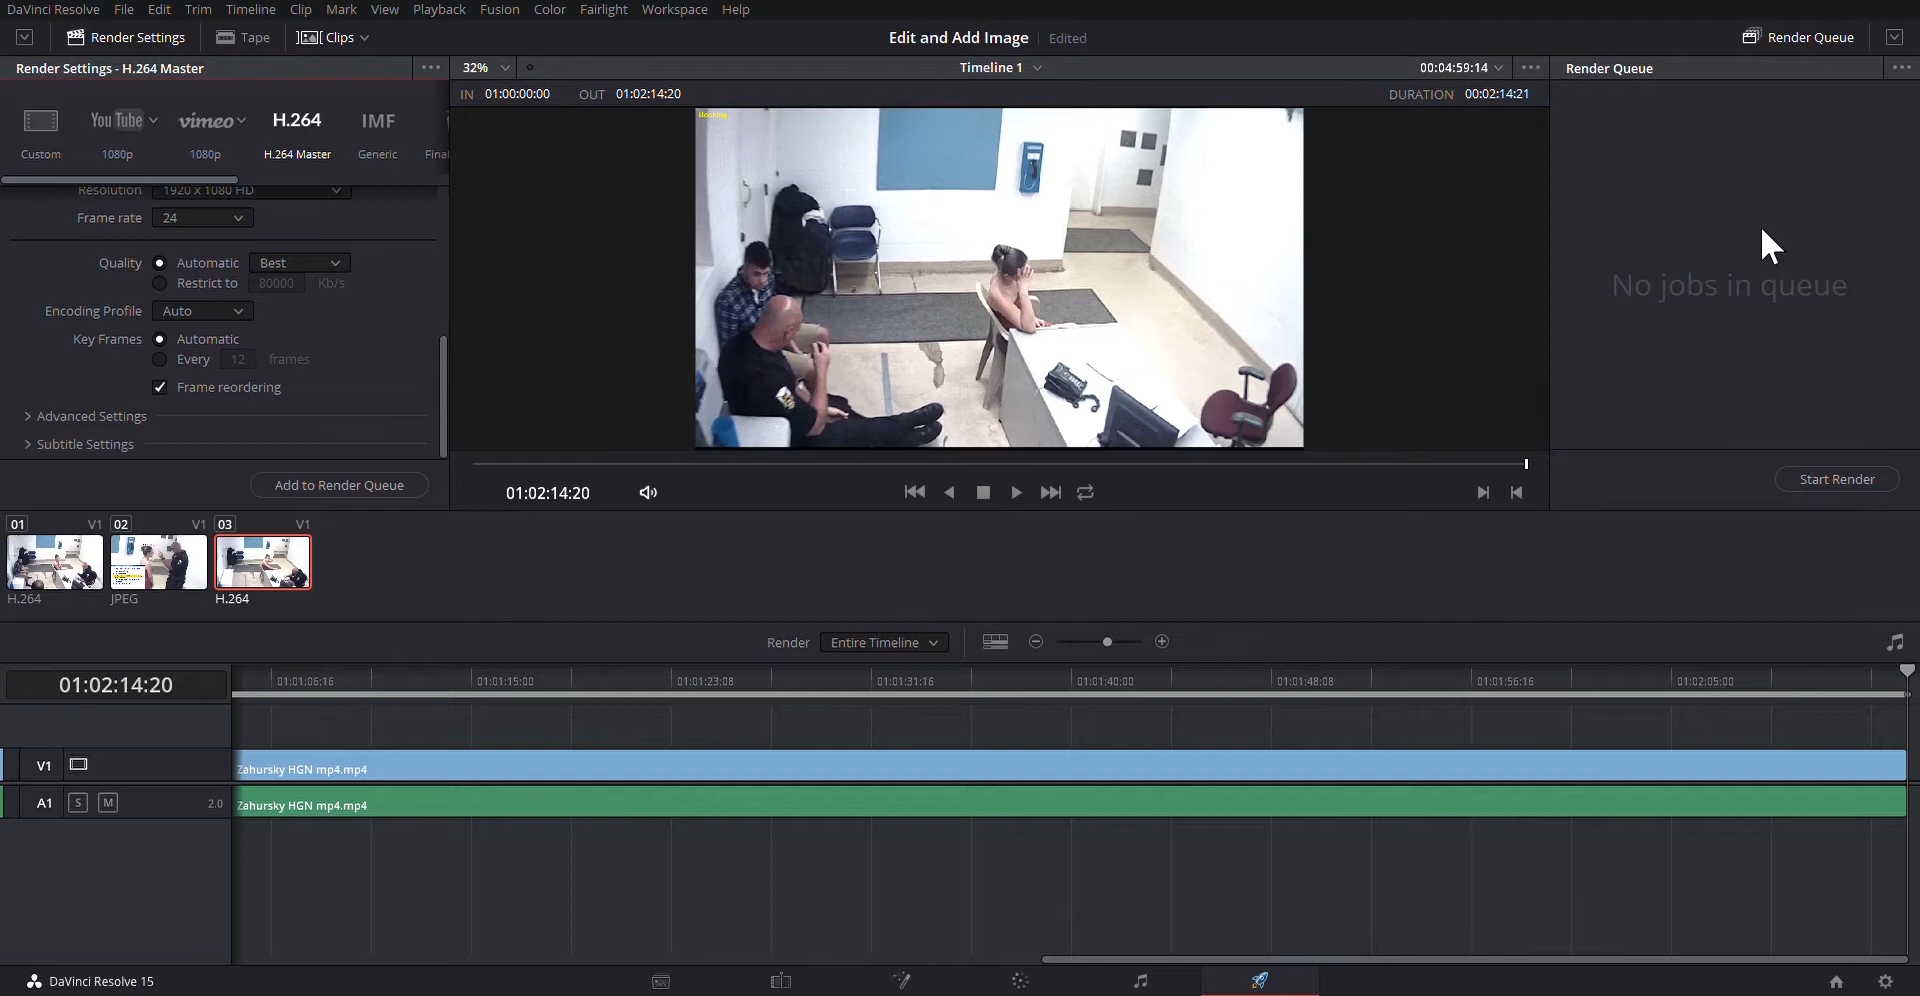 DaVinci Resolve File Edit Trim Timeline Clip Mark View Playback Fusion Color Fairlight Workspace Help
Render Settings Tape Clips Edit and Add Image Edited Render Queue
Render Settings - H.264 Master 32% Timeline 1 00:04:59:14 Render Queue
IN 01:00:00:00 OUT 01:02:14:20 DURATION 00:02:14:21
YouTube vimeo H.264 IMF
Custom 1080p 1080p H.264 Master Generic Final
Booking
Resolution 1920 x 1080 HD
Frame rate 24
Quality Automatic Best
Restrict to 80000 Kb/s
No jobs in queue
Encoding Profile Auto
Key Frames Automatic
Every 12 frames
Frame reordering
Advanced Settings
Subtitle Settings
Add to Render Queue 01:02:14:20 Start Render
01 V1 02 V1 03 V1
H.264 JPEG H.264
Render Entire Timeline
01:02:14:20 01:01:06:16 01:01:15:00 01:01:23:08 01:01:31:16 01:01:40:00 01:01:48:08 01:01:56:16 01:02:05:00
V1 Zahursky HGN mp4.mp4
A1 S M 2.0 Zahursky HGN mp4.mp4
DaVinci Resolve 15